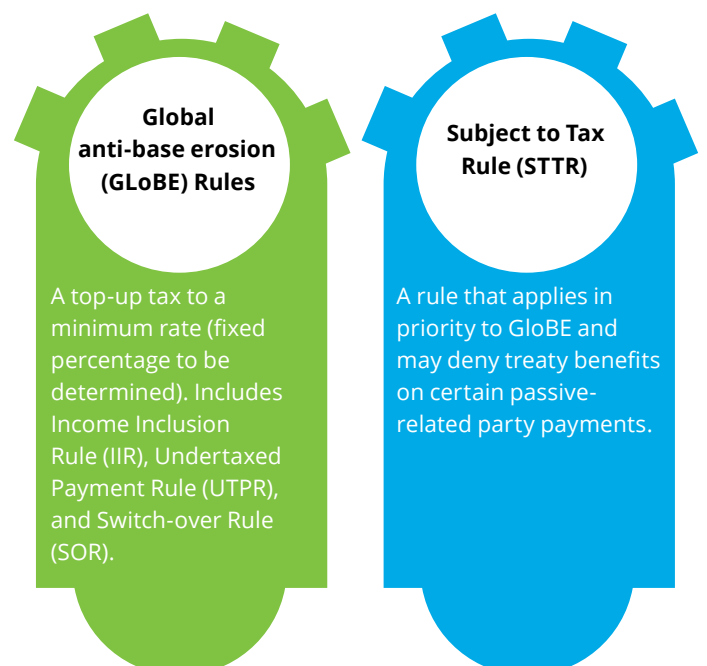 Global
anti-base erosion
(GLoBE) Rules
A top-up tax to a
minimum rate (fixed
percentage to be
determined). Includes
Income Inclusion
Rule (IIR), Undertaxed
Payment Rule (UTPR),
and Switch-over Rule
(SOR).
Subject to Tax
Rule (STTR)
A rule that applies in
priority to GloBE and
may deny treaty benefits
on certain passive-
related party payments.